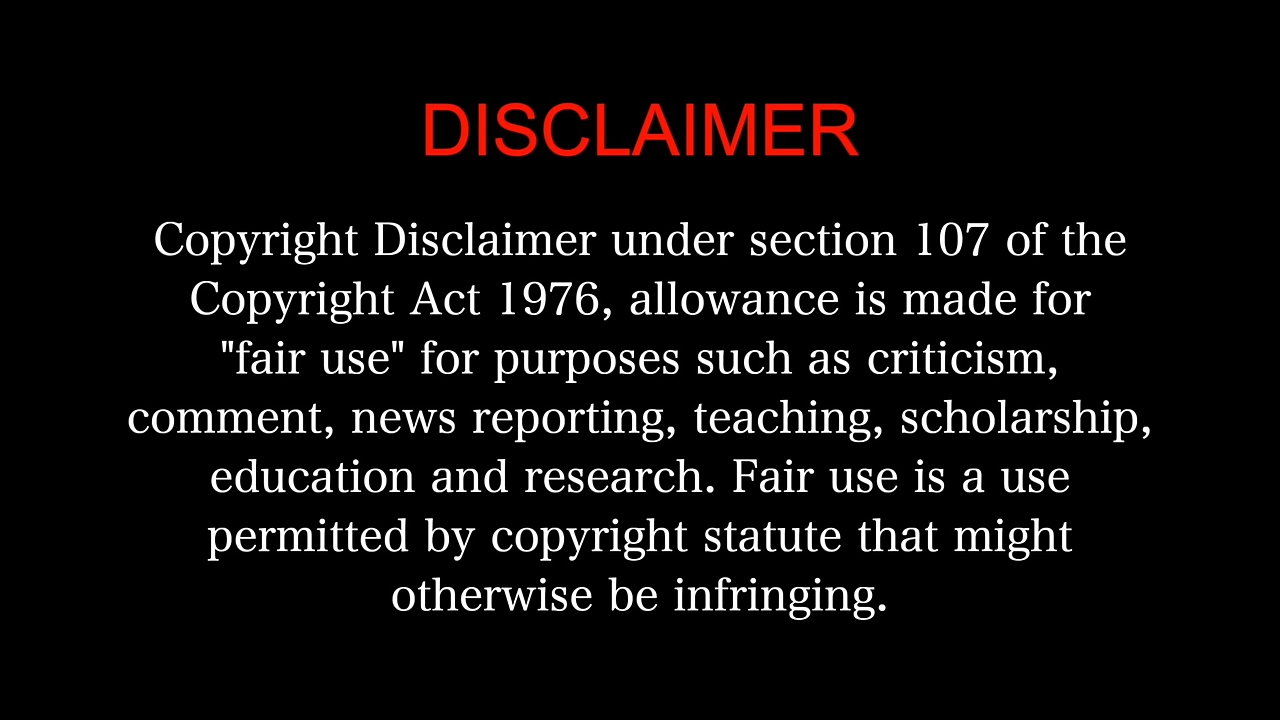 DISCLAIMER
Copyright Disclaimer under section 107 of the
Copyright Act 1976, allowance is made for
"fair use" for purposes such as criticism,
comment, news reporting, teaching, scholarship,
education and research. Fair use is a use
permitted by copyright statute that might
otherwise be infringing.